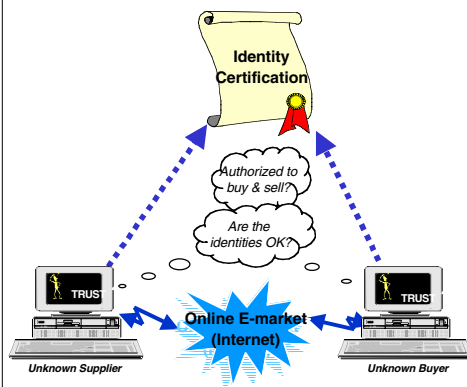 Identity
Certification
Authorized to
buy & sell?
Are the
identities OK?
TRUST
TRUST
Online E-market
(Internet)
Unknown Supplier
Unknown Buyer